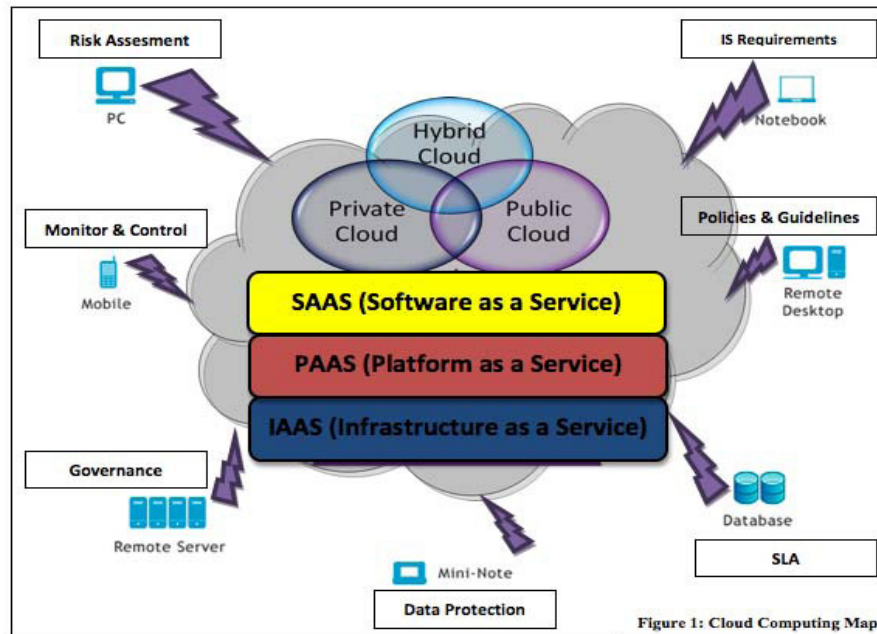 Risk Assesment
PC
IS Requirements
Notebook
Hybrid
Cloud
Private
Cloud
Public
Cloud
Monitor & Control
Mobile
Policies & Guidelines
Remote
Desktop
SAAS (Software as a Service)
PAAS (Platform as a Service)
IAAS (Infrastructure as a Service)
Governance
Remote Server
Database
SLA
Mini-Note
Data Protection
Figure 1: Cloud Computing Map